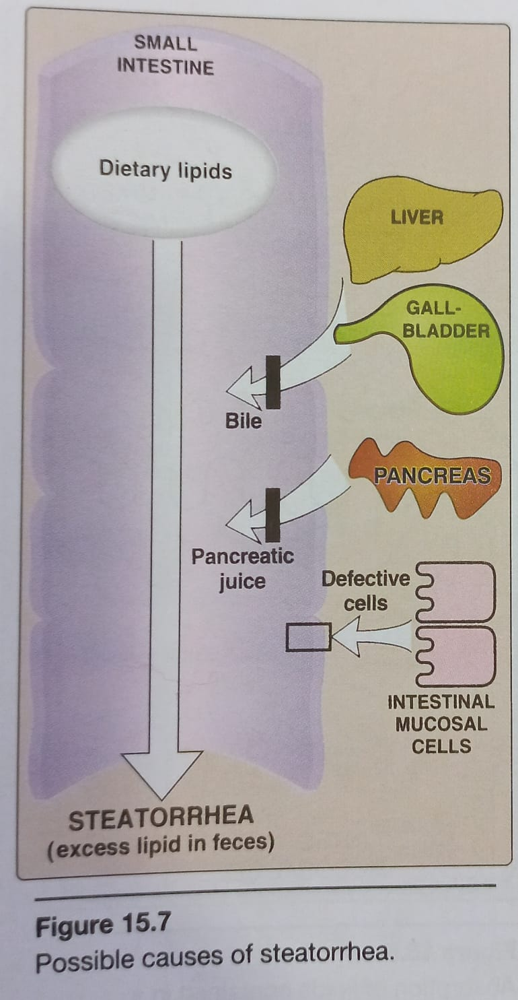 SMALL
INTESTINE
Dietary lipids
LIVER
GALL-
BLADDER
Bile
PANCREAS
Pancreatic
juice
Defective
cells
INTESTINAL
MUCOSAL
CELLS
STEATORRHEA
(excess lipid in feces)
Figure 15.7
Possible causes of steatorrhea.